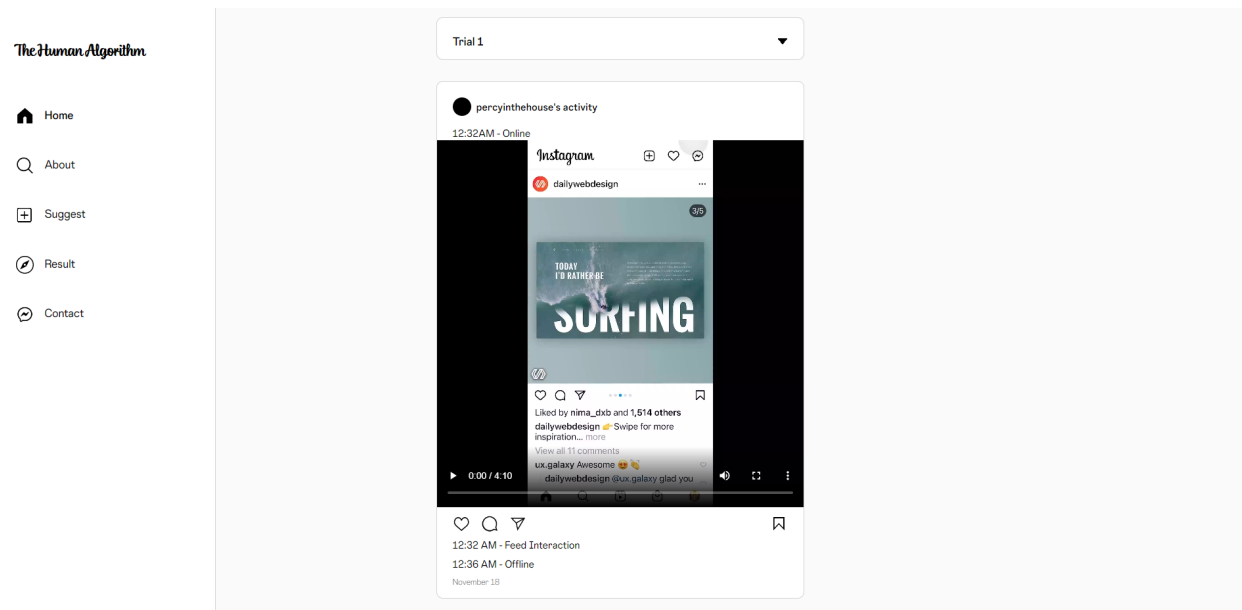 The Human Algorithm
Home
About
Suggest
Result
Contact
Trial 1
percyinthehouse's activity
12:32AM - Online
Instagram
dailywebdesign
3/5
TODAY
I'D RATHER BE
SURFING
Liked by nima_dxb and 1,514 others
dailywebdesign 👉 Swipe for more
inspiration... more
View all 11 comments
ux.galaxy Awesome 😍 👏
dailywebdesign @ux.galaxy glad you
0:00 / 4:10
12:32 AM - Feed Interaction
12:36 AM - Offline
November 18